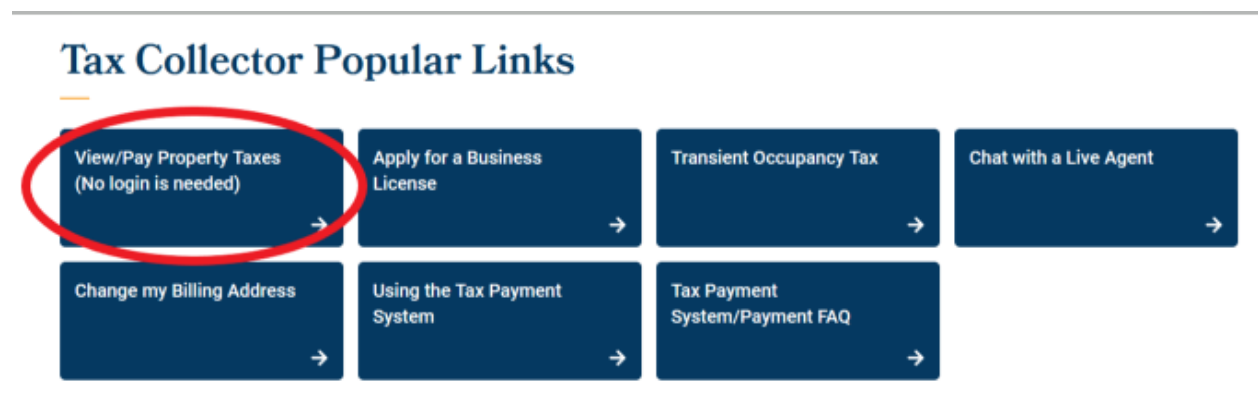 Tax Collector Popular Links
View/Pay Property Taxes
(No login is needed)
Apply for a Business
License
Transient Occupancy Tax
Chat with a Live Agent
Change my Billing Address
Using the Tax Payment
System
Tax Payment
System/Payment FAQ